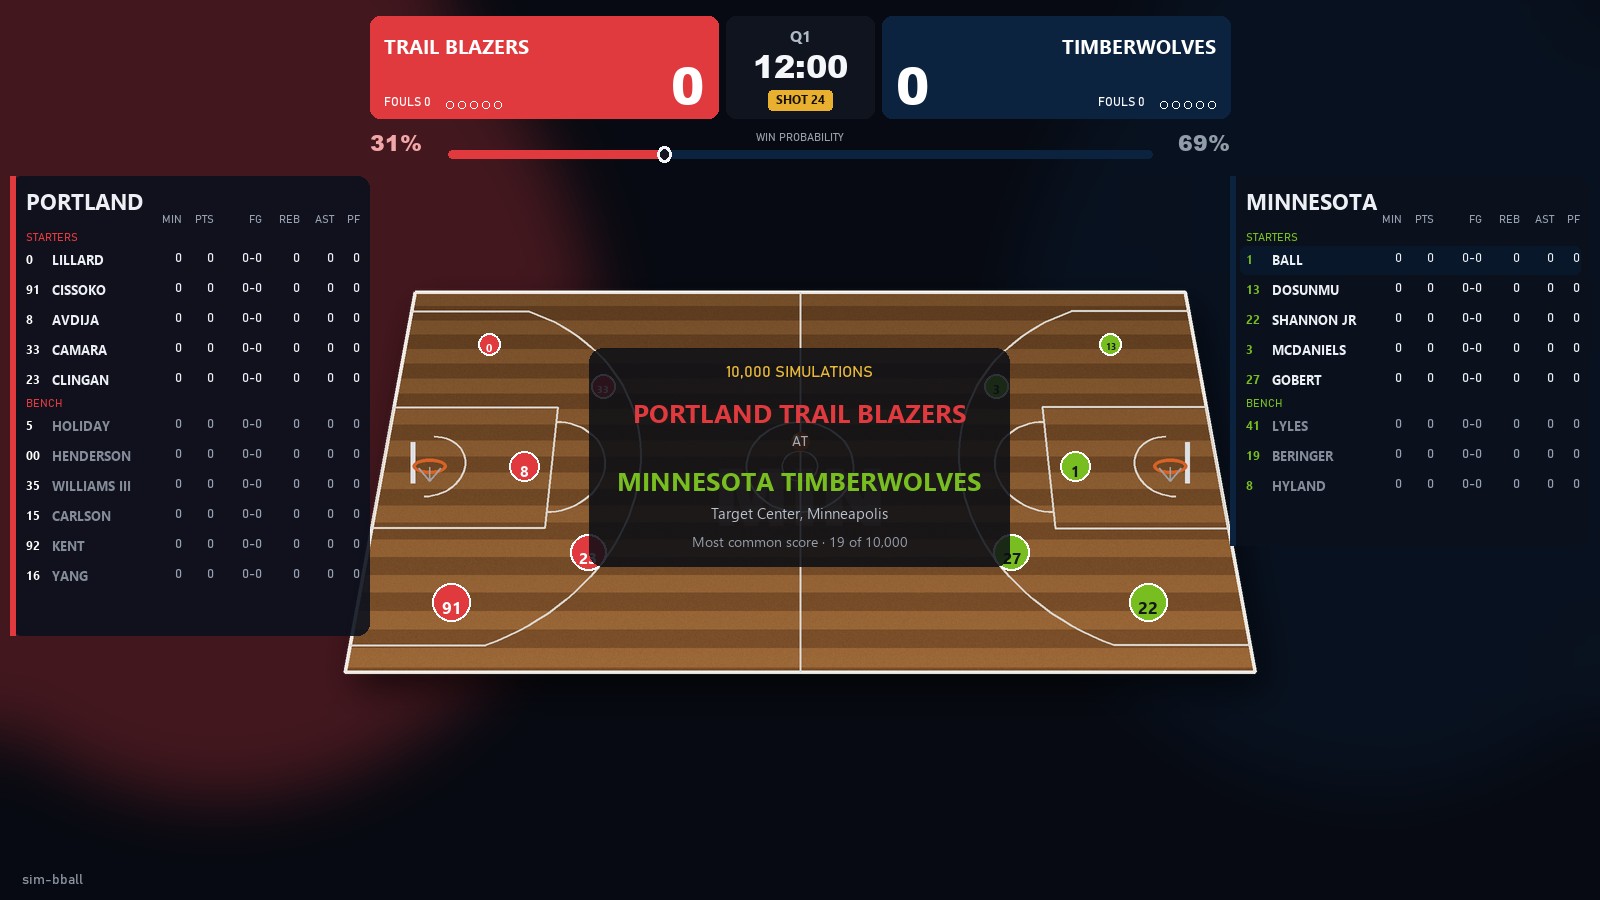 TRAIL BLAZERS
0
FOULS 0
Q1
12:00
SHOT 24
TIMBERWOLVES
0
FOULS 0
31%
WIN PROBABILITY
69%
PORTLAND
MIN PTS FG REB AST PF
STARTERS
0 LILLARD 0 0 0-0 0 0 0
91 CISSOKO 0 0 0-0 0 0 0
8 AVDIJA 0 0 0-0 0 0 0
33 CAMARA 0 0 0-0 0 0 0
23 CLINGAN 0 0 0-0 0 0 0
BENCH
5 HOLIDAY 0 0 0-0 0 0 0
00 HENDERSON 0 0 0-0 0 0 0
35 WILLIAMS III 0 0 0-0 0 0 0
15 CARLSON 0 0 0-0 0 0 0
92 KENT 0 0 0-0 0 0 0
16 YANG 0 0 0-0 0 0 0
0
33
8
23
91
10,000 SIMULATIONS
PORTLAND TRAIL BLAZERS
AT
MINNESOTA TIMBERWOLVES
Target Center, Minneapolis
Most common score · 19 of 10,000
13
3
1
27
22
MINNESOTA
MIN PTS FG REB AST PF
STARTERS
1 BALL 0 0 0-0 0 0 0
13 DOSUNMU 0 0 0-0 0 0 0
22 SHANNON JR 0 0 0-0 0 0 0
3 MCDANIELS 0 0 0-0 0 0 0
27 GOBERT 0 0 0-0 0 0 0
BENCH
41 LYLES 0 0 0-0 0 0 0
19 BERINGER 0 0 0-0 0 0 0
8 HYLAND 0 0 0-0 0 0 0
sim-bball